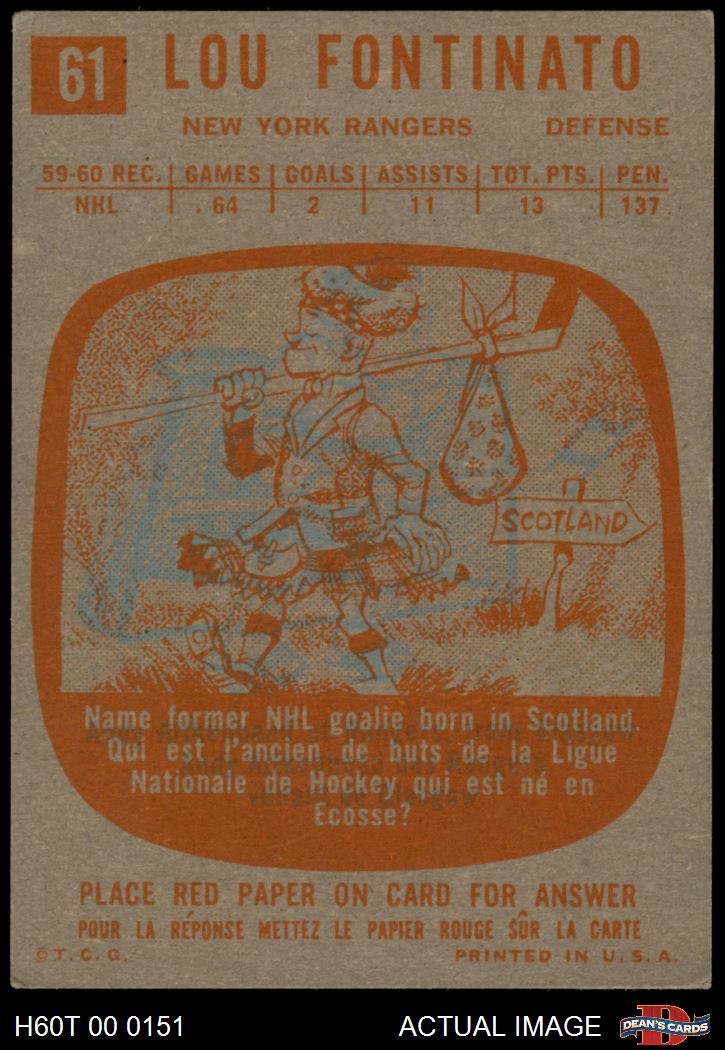 61 LOU FONTINATO
NEW YORK RANGERS DEFENSE
59-60 REC. GAMES GOALS ASSISTS TOT. PTS. PEN.
NHL . 64 2 11 13 137
SCOTLAND
Name former NHL goalie born in Scotland.
Qui est l'ancien de buts de la Ligue
Nationale de Hockey qui est né en
Ecosse?
PLACE RED PAPER ON CARD FOR ANSWER
POUR LA RÉPONSE METTEZ LE PAPIER ROUGE SÛR LA CARTE
© T. C. G. PRINTED IN U. S. A.
H60T 00 0151 ACTUAL IMAGE D DEAN'S CARDS